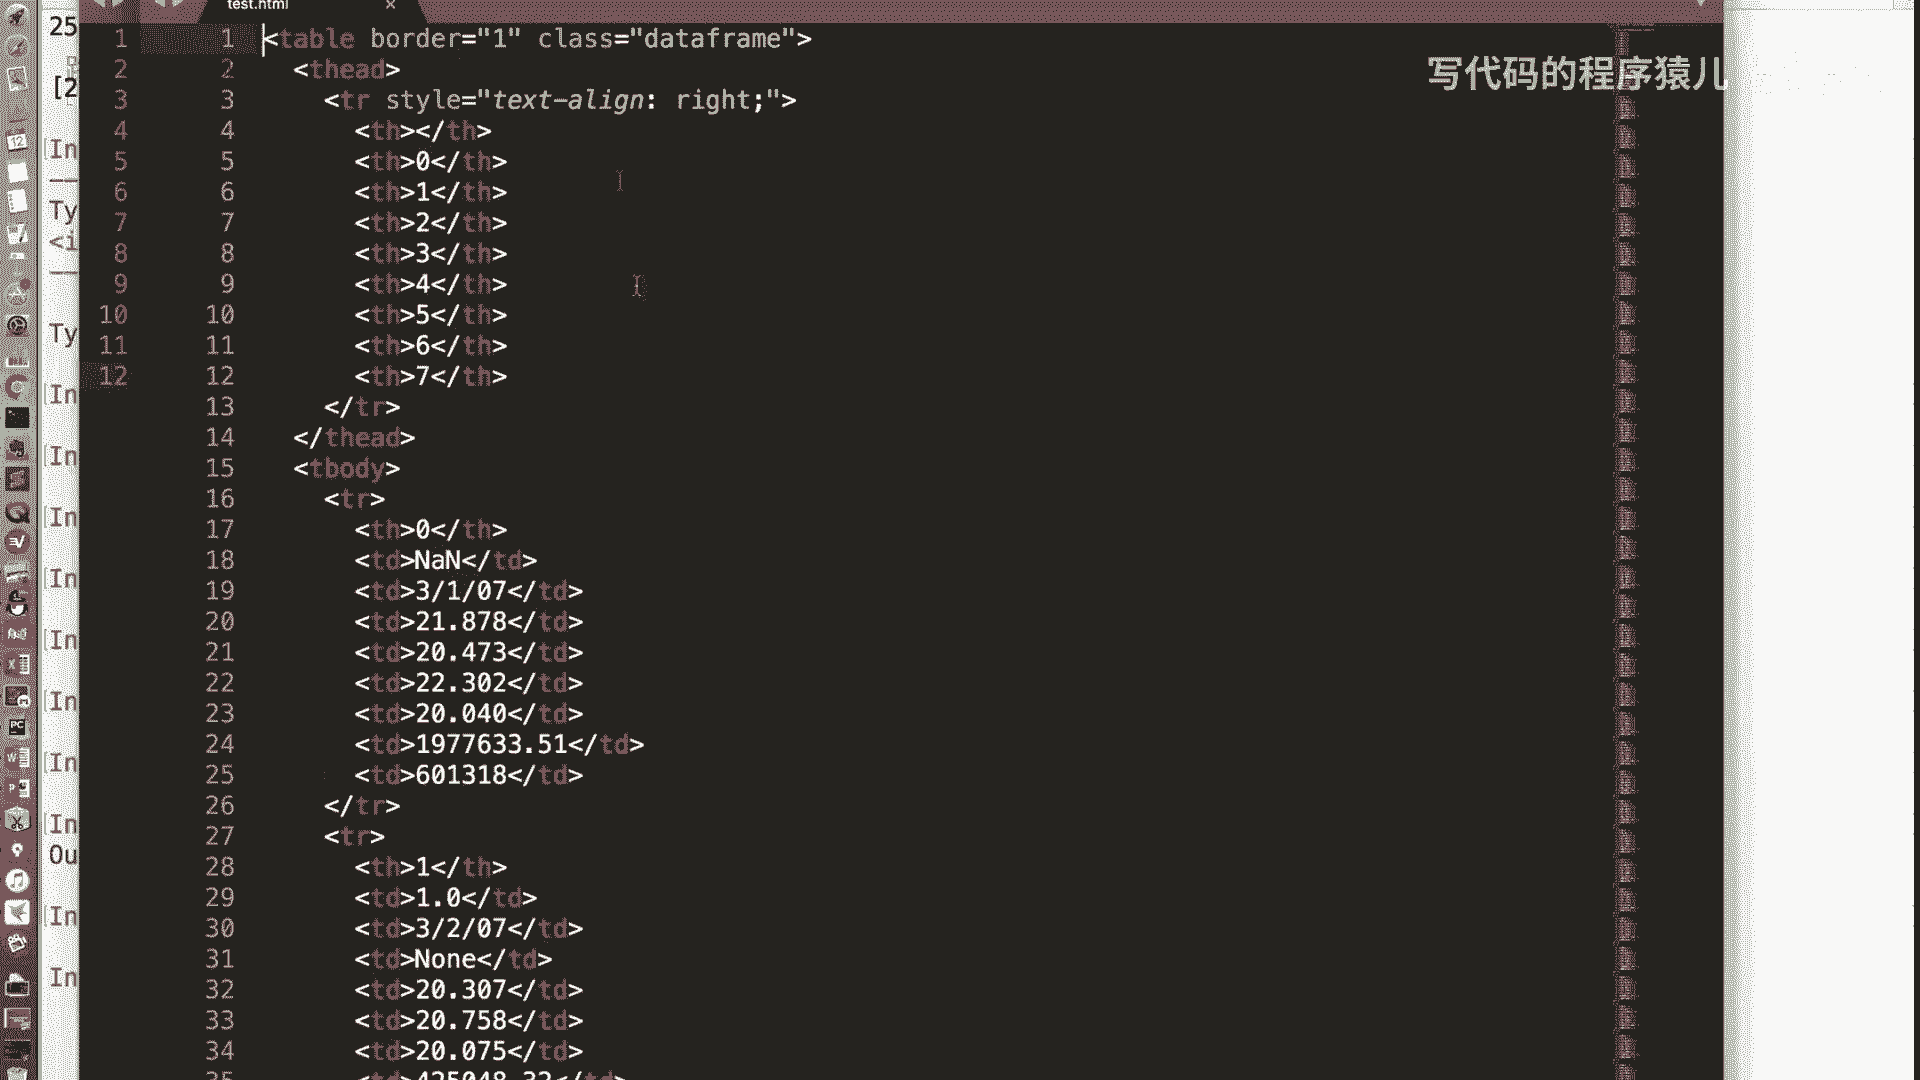 test.html
25
[2
[In
Ty
<i
Ty
[In
[In
[In
[In
[In
[In
[In
[In
Ou
[In
In
写代码的程序猿儿
1 1 <table border="1" class="dataframe">
2 2 <thead>
3 3 <tr style="text-align: right;">
4 4 <th></th>
5 5 <th>0</th>
6 6 <th>1</th>
7 7 <th>2</th>
8 8 <th>3</th>
9 9 <th>4</th>
10 10 <th>5</th>
11 11 <th>6</th>
12 12 <th>7</th>
13 </tr>
14 </thead>
15 <tbody>
16 <tr>
17 <th>0</th>
18 <td>NaN</td>
19 <td>3/1/07</td>
20 <td>21.878</td>
21 <td>20.473</td>
22 <td>22.302</td>
23 <td>20.040</td>
24 <td>1977633.51</td>
25 <td>601318</td>
26 </tr>
27 <tr>
28 <th>1</th>
29 <td>1.0</td>
30 <td>3/2/07</td>
31 <td>None</td>
32 <td>20.307</td>
33 <td>20.758</td>
34 <td>20.075</td>